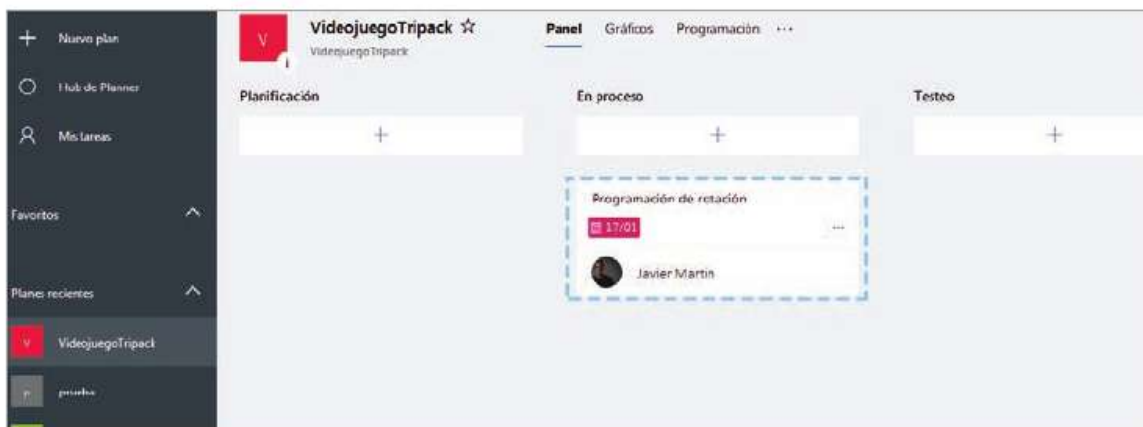 Nuevo plan
Hub de Planner
Mis tareas
Favoritos
Planes recientes
V
VideojuegoTripack
p
prueba
V
VideojuegoTripack
VideojuegoTripack
Panel Gráficos Programación ...
Planificación
+
En proceso
+
Programación de rotación
17/01
...
Javier Martin
Testeo
+